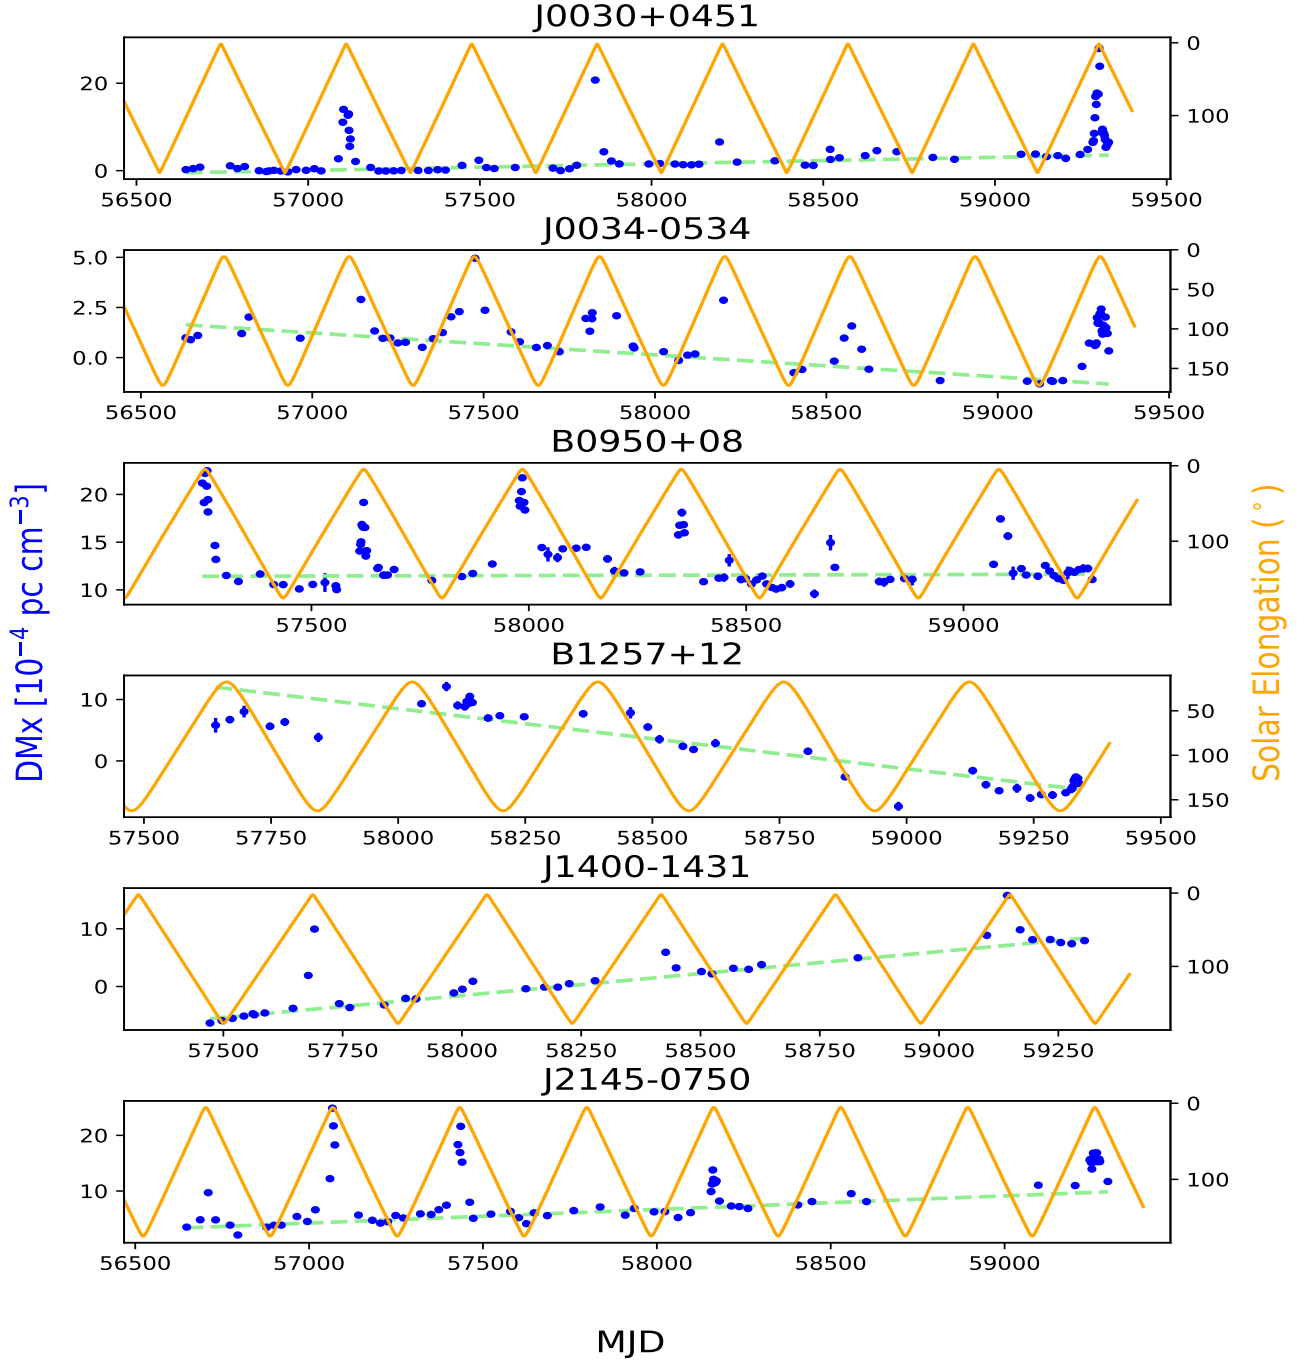 J0030+0451
20
0
0
100
56500 57000 57500 58000 58500 59000 59500
J0034-0534
5.0
2.5
0.0
0
50
100
150
56500 57000 57500 58000 58500 59000 59500
B0950+08
20
15
10
0
100
57500 58000 58500 59000
DMx [10⁻⁴ pc cm⁻³]
Solar Elongation (°)
B1257+12
10
0
50
100
150
57500 57750 58000 58250 58500 58750 59000 59250 59500
J1400-1431
10
0
0
100
57500 57750 58000 58250 58500 58750 59000 59250
J2145-0750
20
10
0
100
56500 57000 57500 58000 58500 59000
MJD